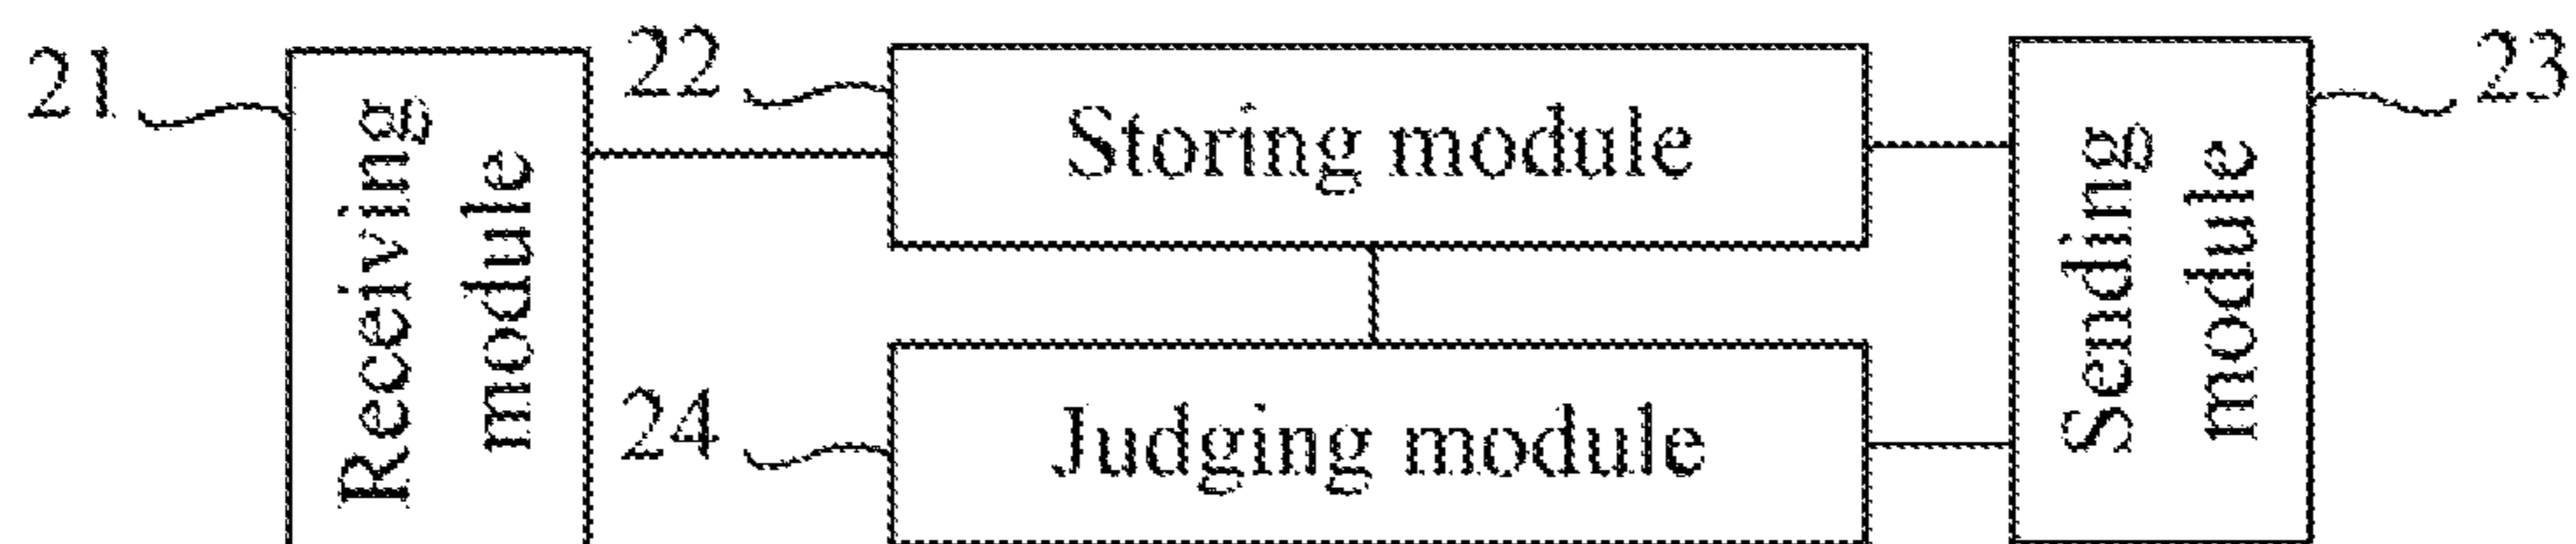 21
Receiving
module
22
Storing module
23
Sending
module
24
Judging module